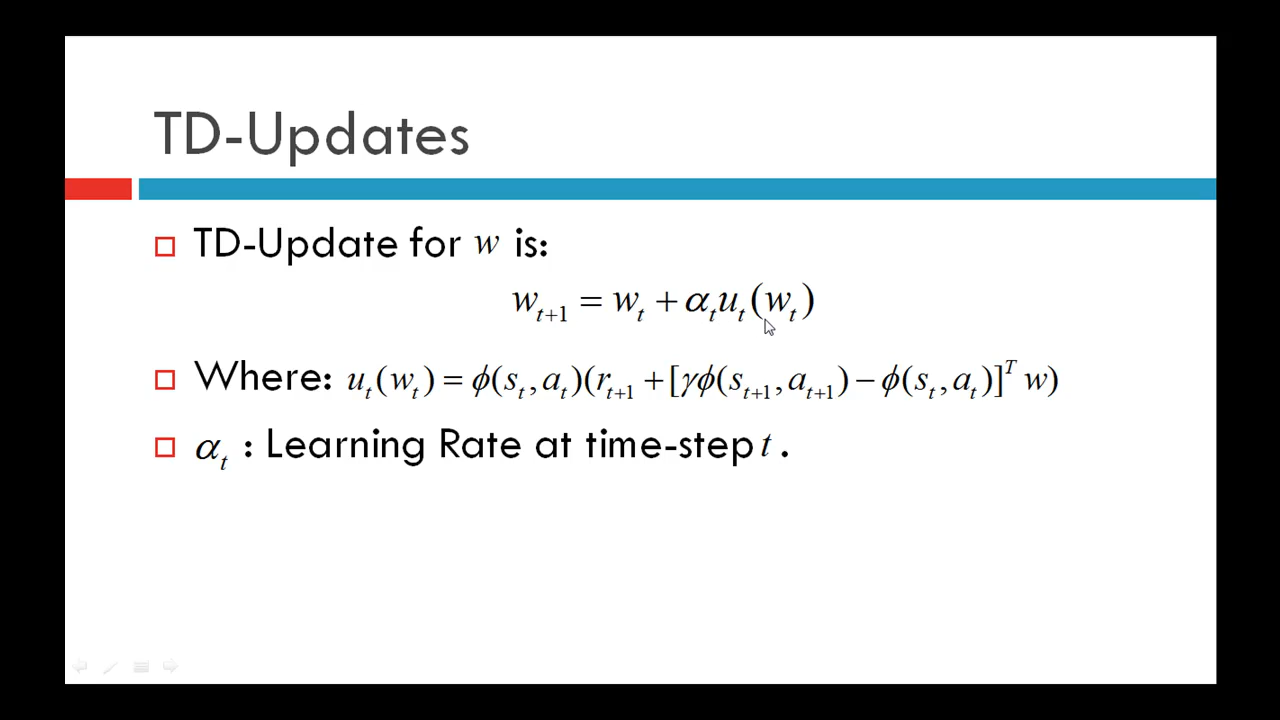 TD-Updates
TD-Update for w is:
w_{t+1} = w_t + α_t u_t(w_t)
Where: u_t(w_t) = ϕ(s_t, a_t)(r_{t+1} + [γϕ(s_{t+1}, a_{t+1}) − ϕ(s_t, a_t)]^T w)
α_t : Learning Rate at time-step t .